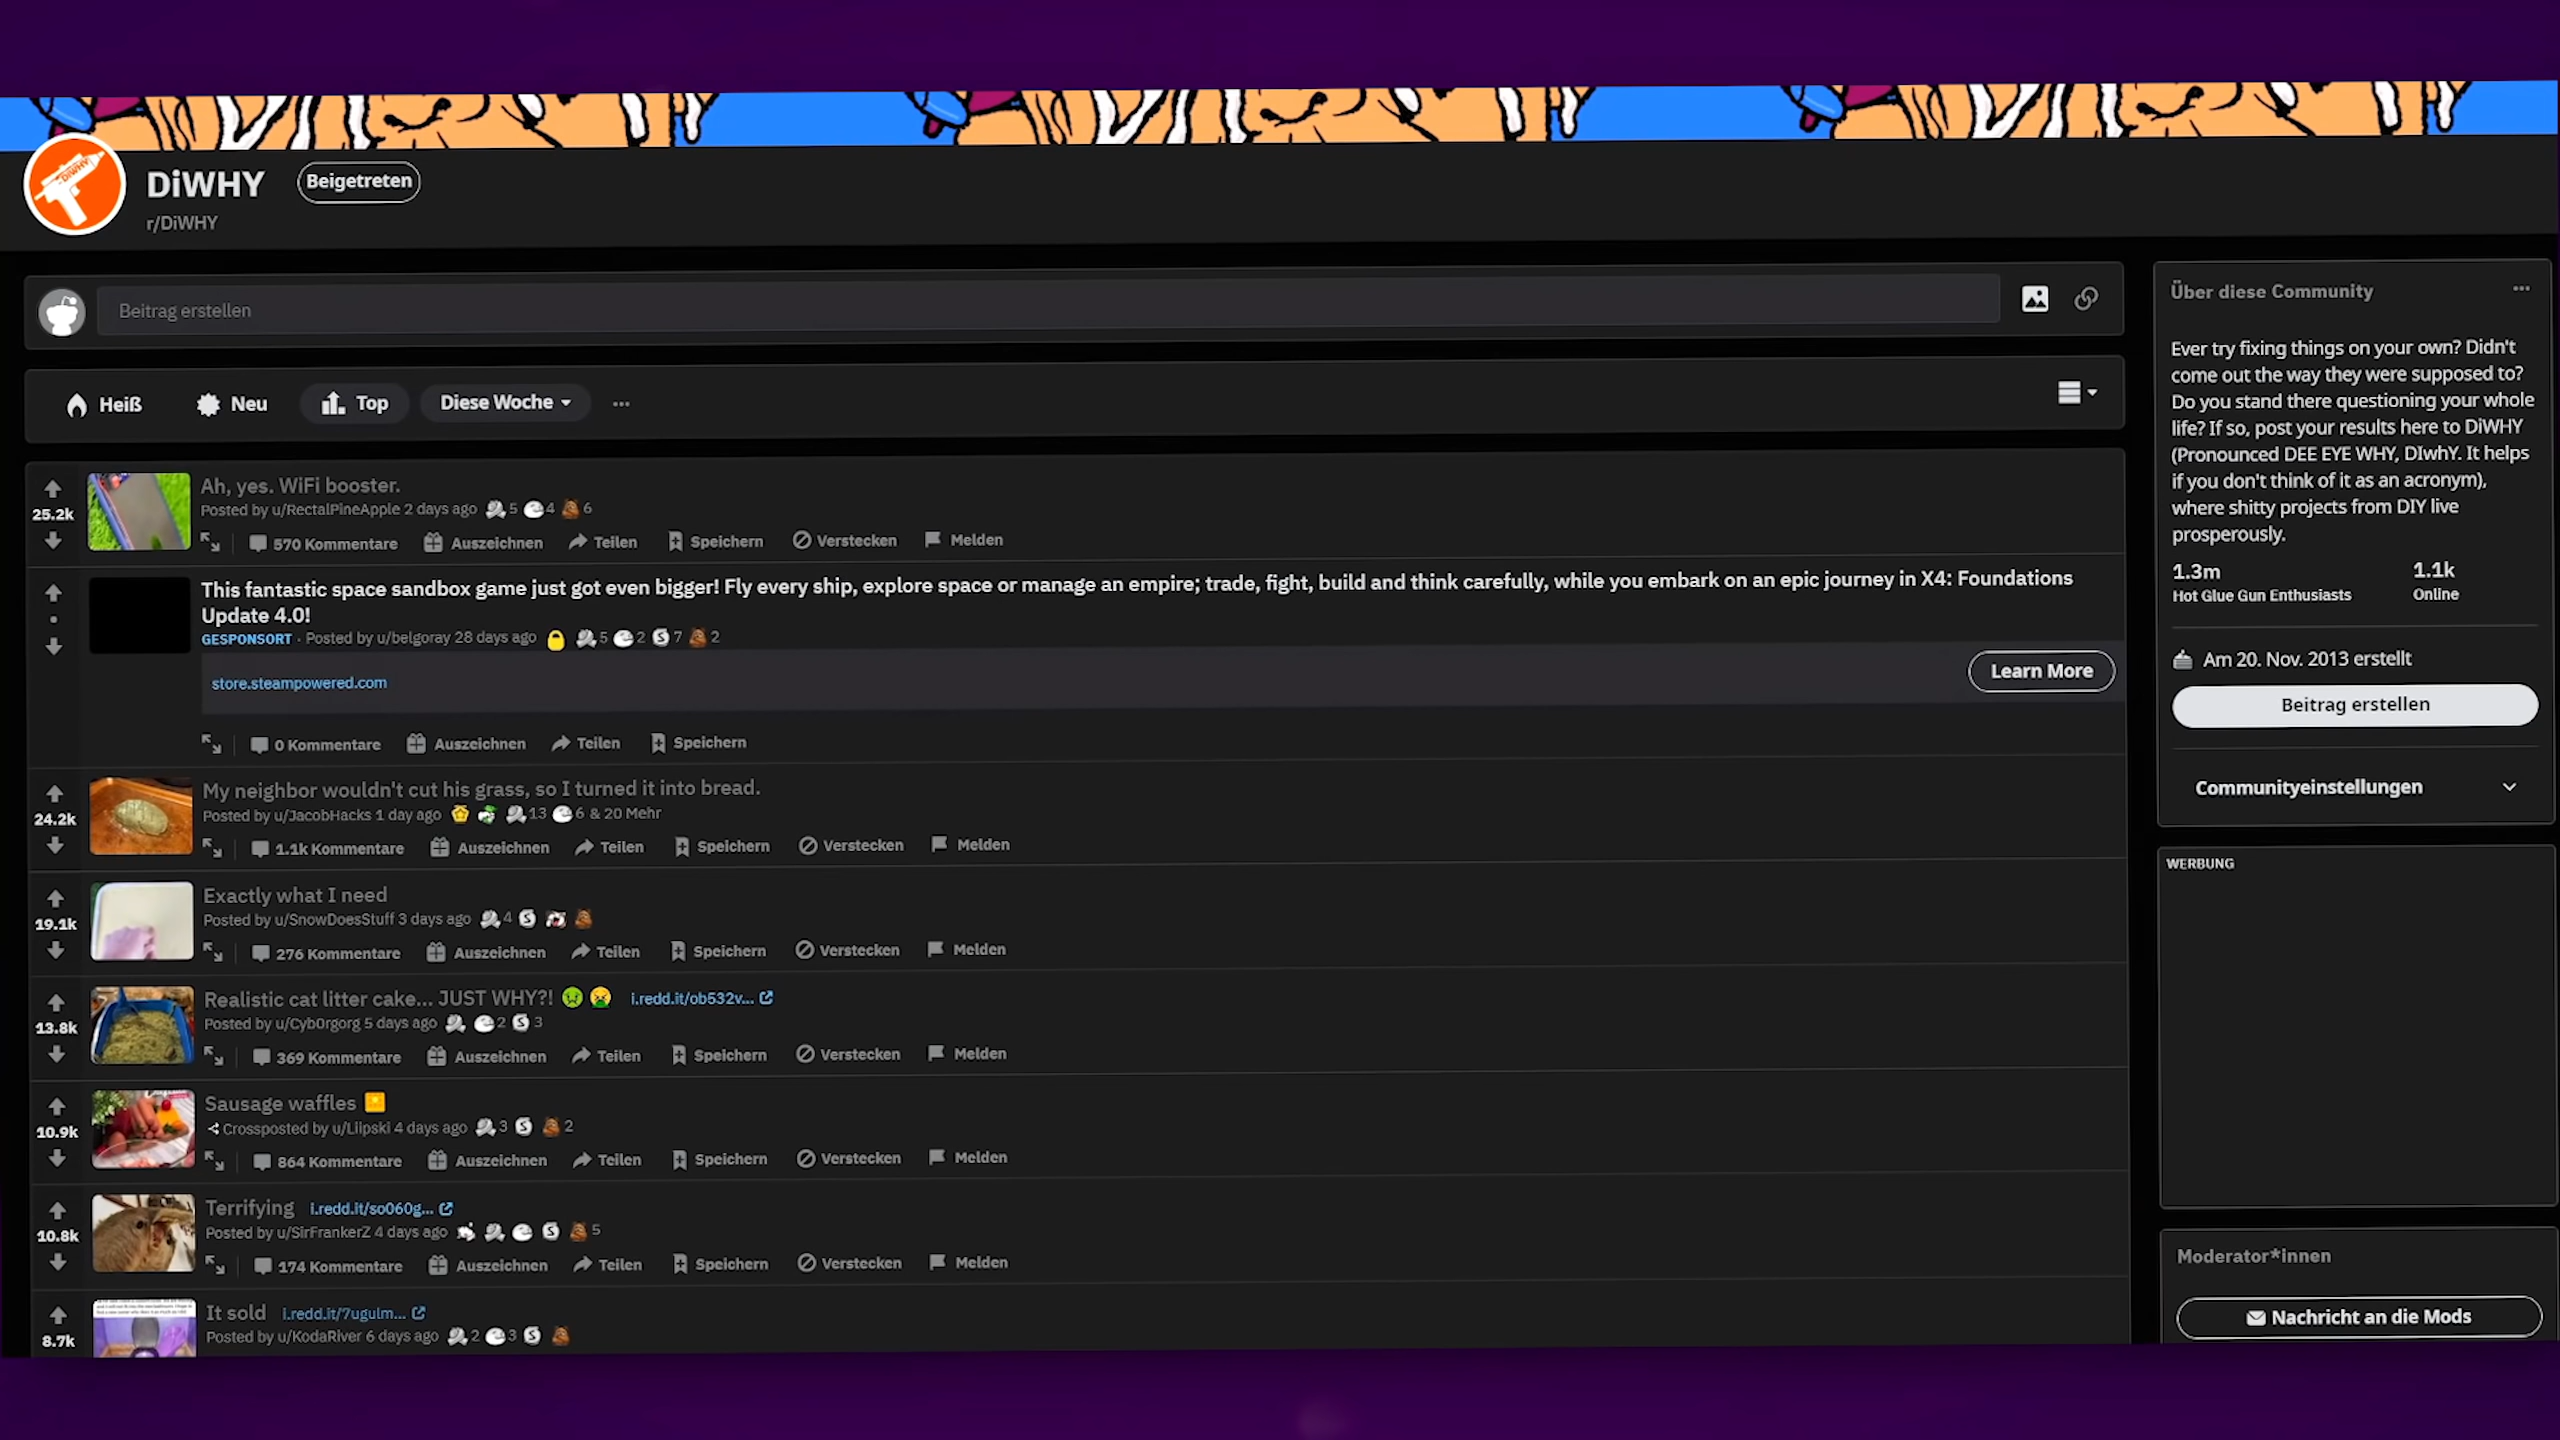 DiWHY
Beigetreten
r/DiWHY
Beitrag erstellen
Heiß
Neu
Top
Diese Woche
25.2k
Ah, yes. WiFi booster.
Posted by u/RectalPineApple 2 days ago 5 4 6
570 Kommentare Auszeichnen Teilen Speichern Verstecken Melden
This fantastic space sandbox game just got even bigger! Fly every ship, explore space or manage an empire; trade, fight, build and think carefully, while you embark on an epic journey in X4: Foundations
Update 4.0!
GESPONSORT · Posted by u/belgoray 28 days ago 5 2 S 7 2
store.steampowered.com
Learn More
0 Kommentare Auszeichnen Teilen Speichern
24.2k
My neighbor wouldn't cut his grass, so I turned it into bread.
Posted by u/JacobHacks 1 day ago 13 6 & 20 Mehr
1.1k Kommentare Auszeichnen Teilen Speichern Verstecken Melden
19.1k
Exactly what I need
Posted by u/SnowDoesStuff 3 days ago 4 S
276 Kommentare Auszeichnen Teilen Speichern Verstecken Melden
13.8k
Realistic cat litter cake... JUST WHY?! i.redd.it/ob532v...
Posted by u/Cyb0rgorg 5 days ago 2 S 3
369 Kommentare Auszeichnen Teilen Speichern Verstecken Melden
10.9k
Sausage waffles
Crossposted by u/Lilpski 4 days ago 3 S 2
864 Kommentare Auszeichnen Teilen Speichern Verstecken Melden
10.8k
Terrifying i.redd.it/so060g...
Posted by u/SirFrankerZ 4 days ago S 5
174 Kommentare Auszeichnen Teilen Speichern Verstecken Melden
8.7k
It sold i.redd.it/7ugulm...
Posted by u/KodaRiver 6 days ago 2 3 S
Über diese Community
Ever try fixing things on your own? Didn't
come out the way they were supposed to?
Do you stand there questioning your whole
life? If so, post your results here to DiWHY
(Pronounced DEE EYE WHY, DIwhY. It helps
if you don't think of it as an acronym),
where shitty projects from DIY live
prosperously.
1.3m 1.1k
Hot Glue Gun Enthusiasts Online
Am 20. Nov. 2013 erstellt
Beitrag erstellen
Communityeinstellungen
WERBUNG
Moderator*innen
Nachricht an die Mods